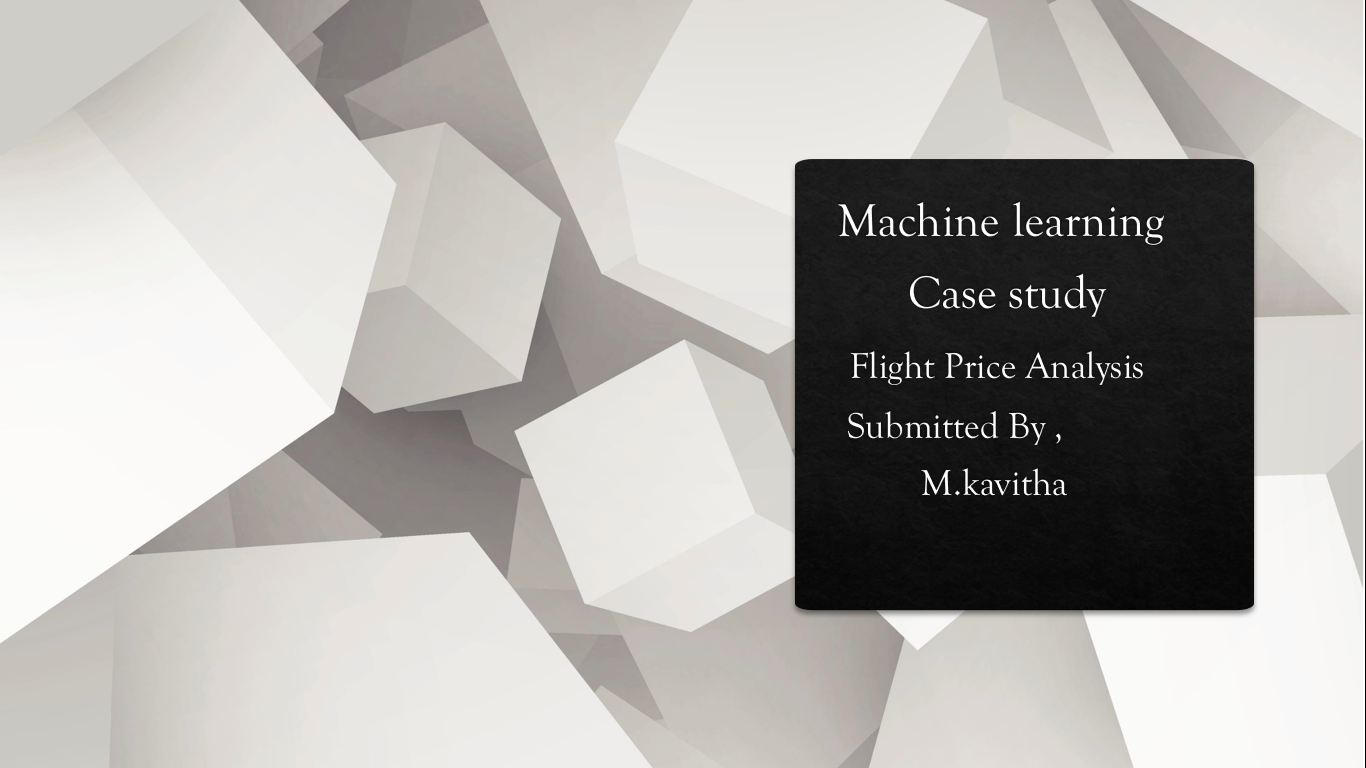 Machine learning
Case study
Flight Price Analysis
Submitted By ,
M.kavitha